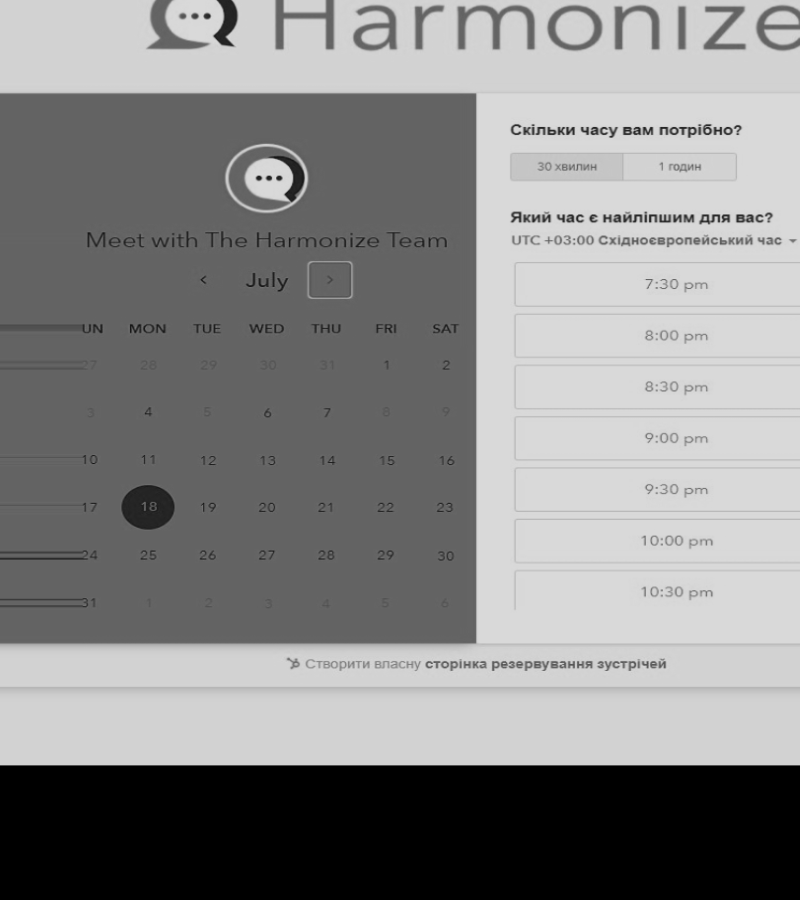 Harmonize
Meet with The Harmonize Team
< July >
UN MON TUE WED THU FRI SAT
27 28 29 30 31 1 2
3 4 5 6 7 8 9
10 11 12 13 14 15 16
17 18 19 20 21 22 23
24 25 26 27 28 29 30
31 1 2 3 4 5 6
Скільки часу вам потрібно?
30 хвилин 1 годин
Який час є найліпшим для вас?
UTC +03:00 Східноєвропейський час
7:30 pm
8:00 pm
8:30 pm
9:00 pm
9:30 pm
10:00 pm
10:30 pm
Створити власну сторінка резервування зустрічей